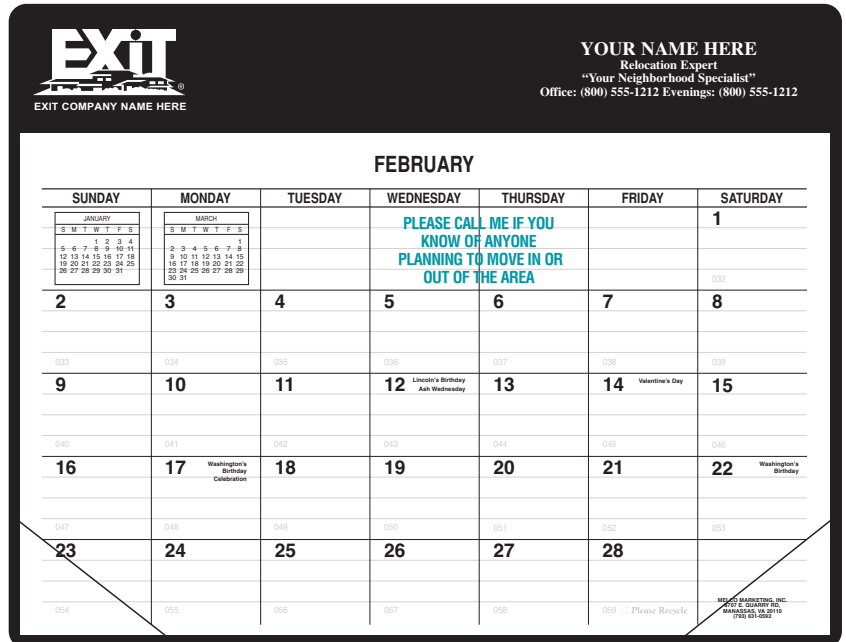 EXiT
®
EXIT COMPANY NAME HERE
YOUR NAME HERE
Relocation Expert
“Your Neighborhood Specialist”
Office: (800) 555-1212 Evenings: (800) 555-1212
FEBRUARY
SUNDAY MONDAY TUESDAY WEDNESDAY THURSDAY FRIDAY SATURDAY
JANUARY
S M T W T F S
1 2 3 4
5 6 7 8 9 10 11
12 13 14 15 16 17 18
19 20 21 22 23 24 25
26 27 28 29 30 31
MARCH
S M T W T F S
1
2 3 4 5 6 7 8
9 10 11 12 13 14 15
16 17 18 19 20 21 22
23 24 25 26 27 28 29
30 31
PLEASE CALL ME IF YOU
KNOW OF ANYONE
PLANNING TO MOVE IN OR
OUT OF THE AREA
1
032
2 3 4 5 6 7 8
033 034 035 036 037 038 039
9 10 11 12 Lincoln's Birthday
Ash Wednesday
13 14 Valentine's Day
15
040 041 042 043 044 045 046
16 17 Washington's
Birthday
Celebration
18 19 20 21 22 Washington's
Birthday
047 048 049 050 051 052 053
23 24 25 26 27 28
054 055 056 057 058 059 Please Recycle
MELCO MARKETING, INC.
8707 E. QUARRY RD,
MANASSAS, VA 20110
(793) 631-0592